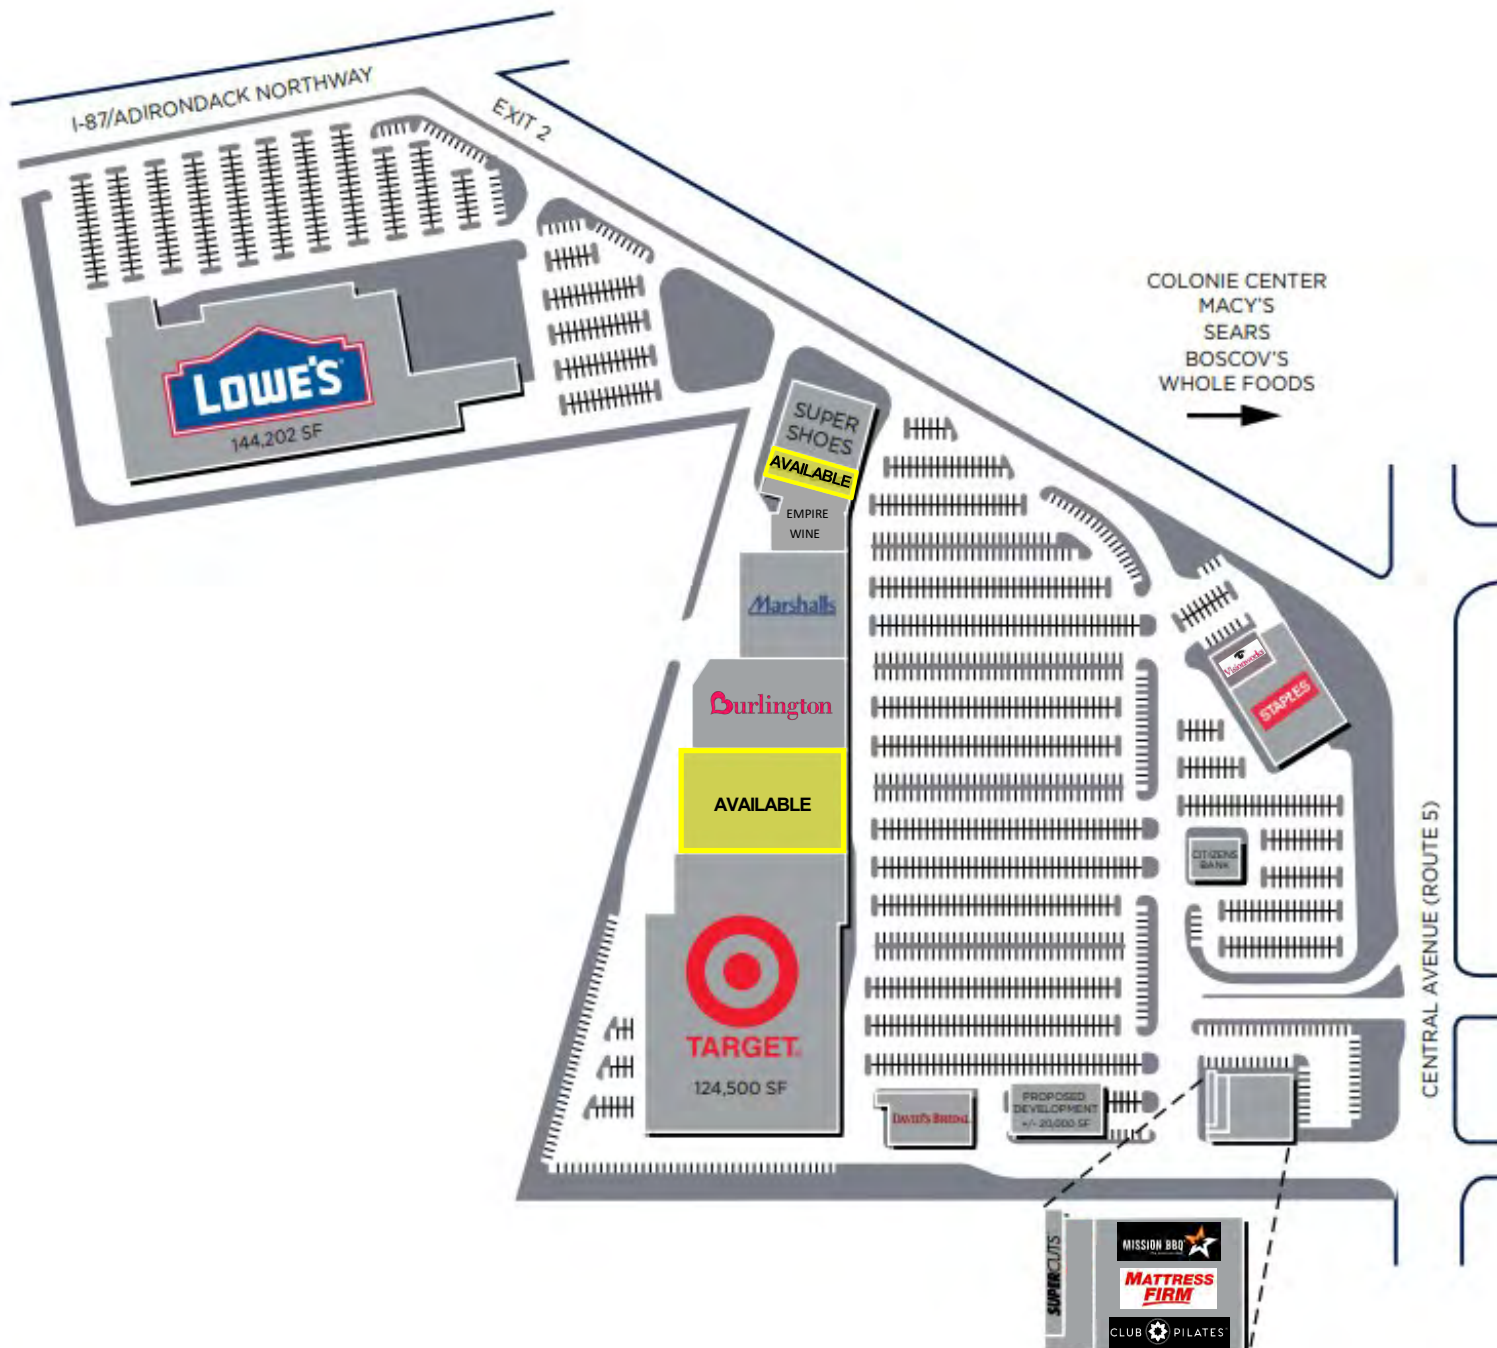 I-87/ADIRONDACK NORTHWAY
EXIT 2
COLONIE CENTER
MACY'S
SEARS
BOSCOV'S
WHOLE FOODS
LOWE'S
144,202 SF
SUPER
SHOES
AVAILABLE
EMPIRE
WINE
Marshalls
Burlington
AVAILABLE
TARGET
124,500 SF
Visionworks
STAPLES
CITIZENS
BANK
CENTRAL AVENUE (ROUTE 5)
DAVID'S BRIDAL
PROPOSED
DEVELOPMENT
+/- 20,000 SF
SUPERCUTS
MISSION BBQ
MATTRESS
FIRM
CLUB PILATES